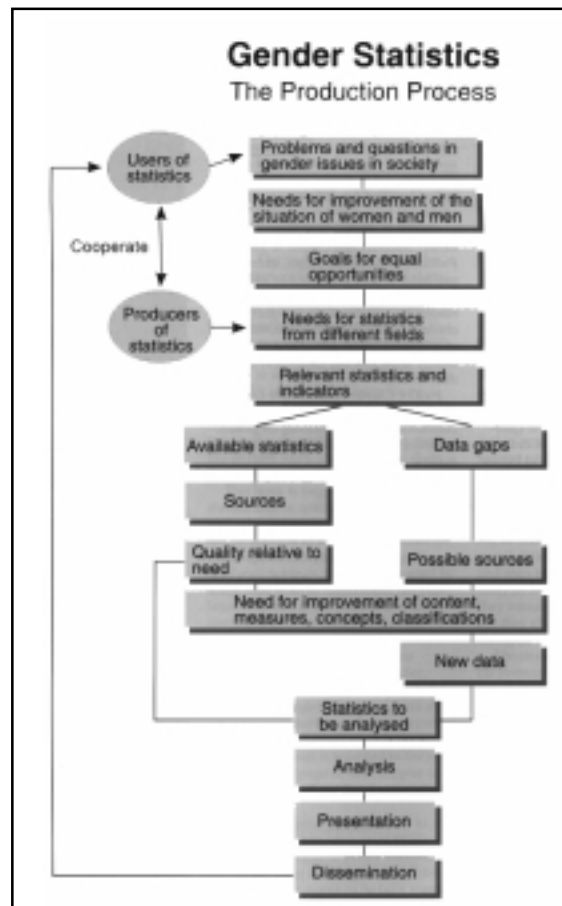 Gender Statistics
The Production Process
Users of
statistics
Problems and questions in
gender issues in society
Needs for improvement of the
situation of women and men
Cooperate
Goals for equal
opportunities
Producers
of
statistics
Needs for statistics
from different fields
Relevant statistics and
indicators
Available statistics
Data gaps
Sources
Quality relative to
need
Possible sources
Need for improvement of content,
measures, concepts, classifications
New data
Statistics to
be analysed
Analysis
Presentation
Dissemination